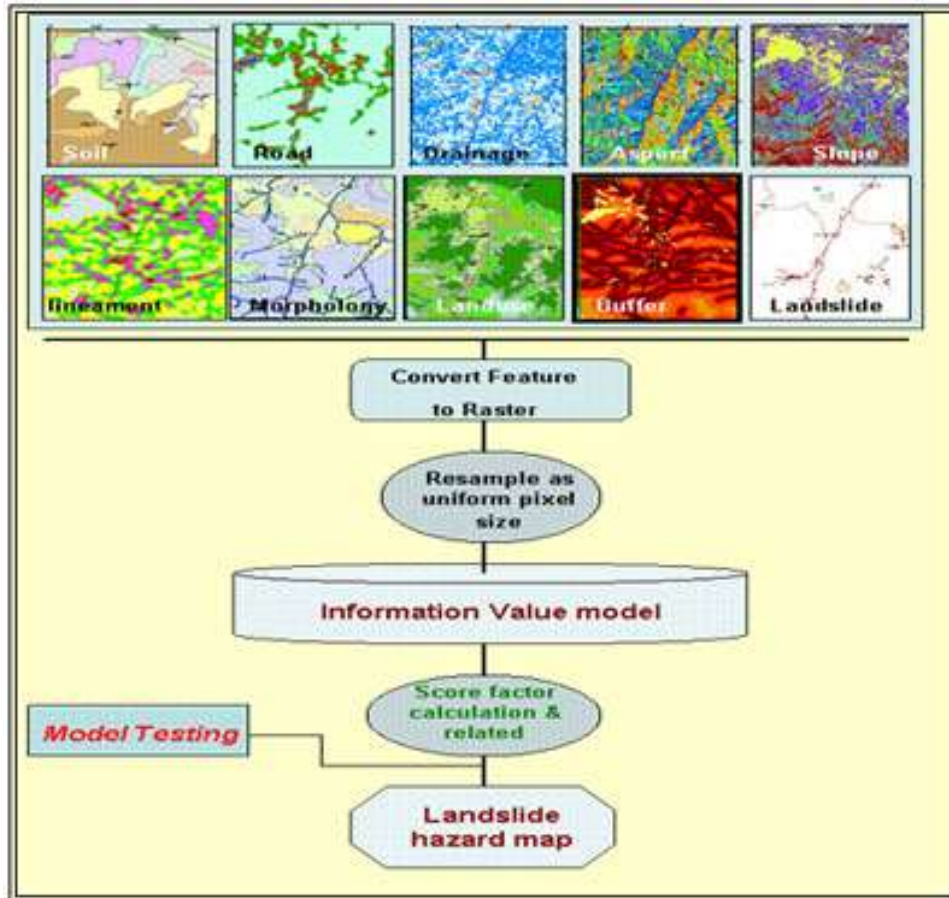 Soil Road Drainage Aspect Slope
lineament Morpholony Landuse Buffer Landslide
Convert Feature
to Raster
Resample as
uniform pixel
size
Information Value model
Score factor
calculation &
related
Model Testing
Landslide
hazard map